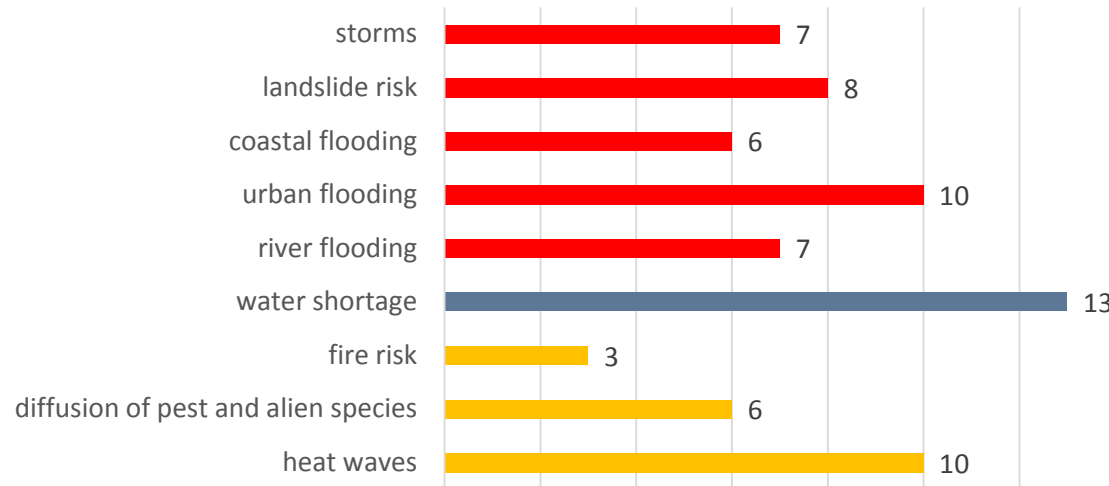 storms 7
landslide risk 8
coastal flooding 6
urban flooding 10
river flooding 7
water shortage 13
fire risk 3
diffusion of pest and alien species 6
heat waves 10